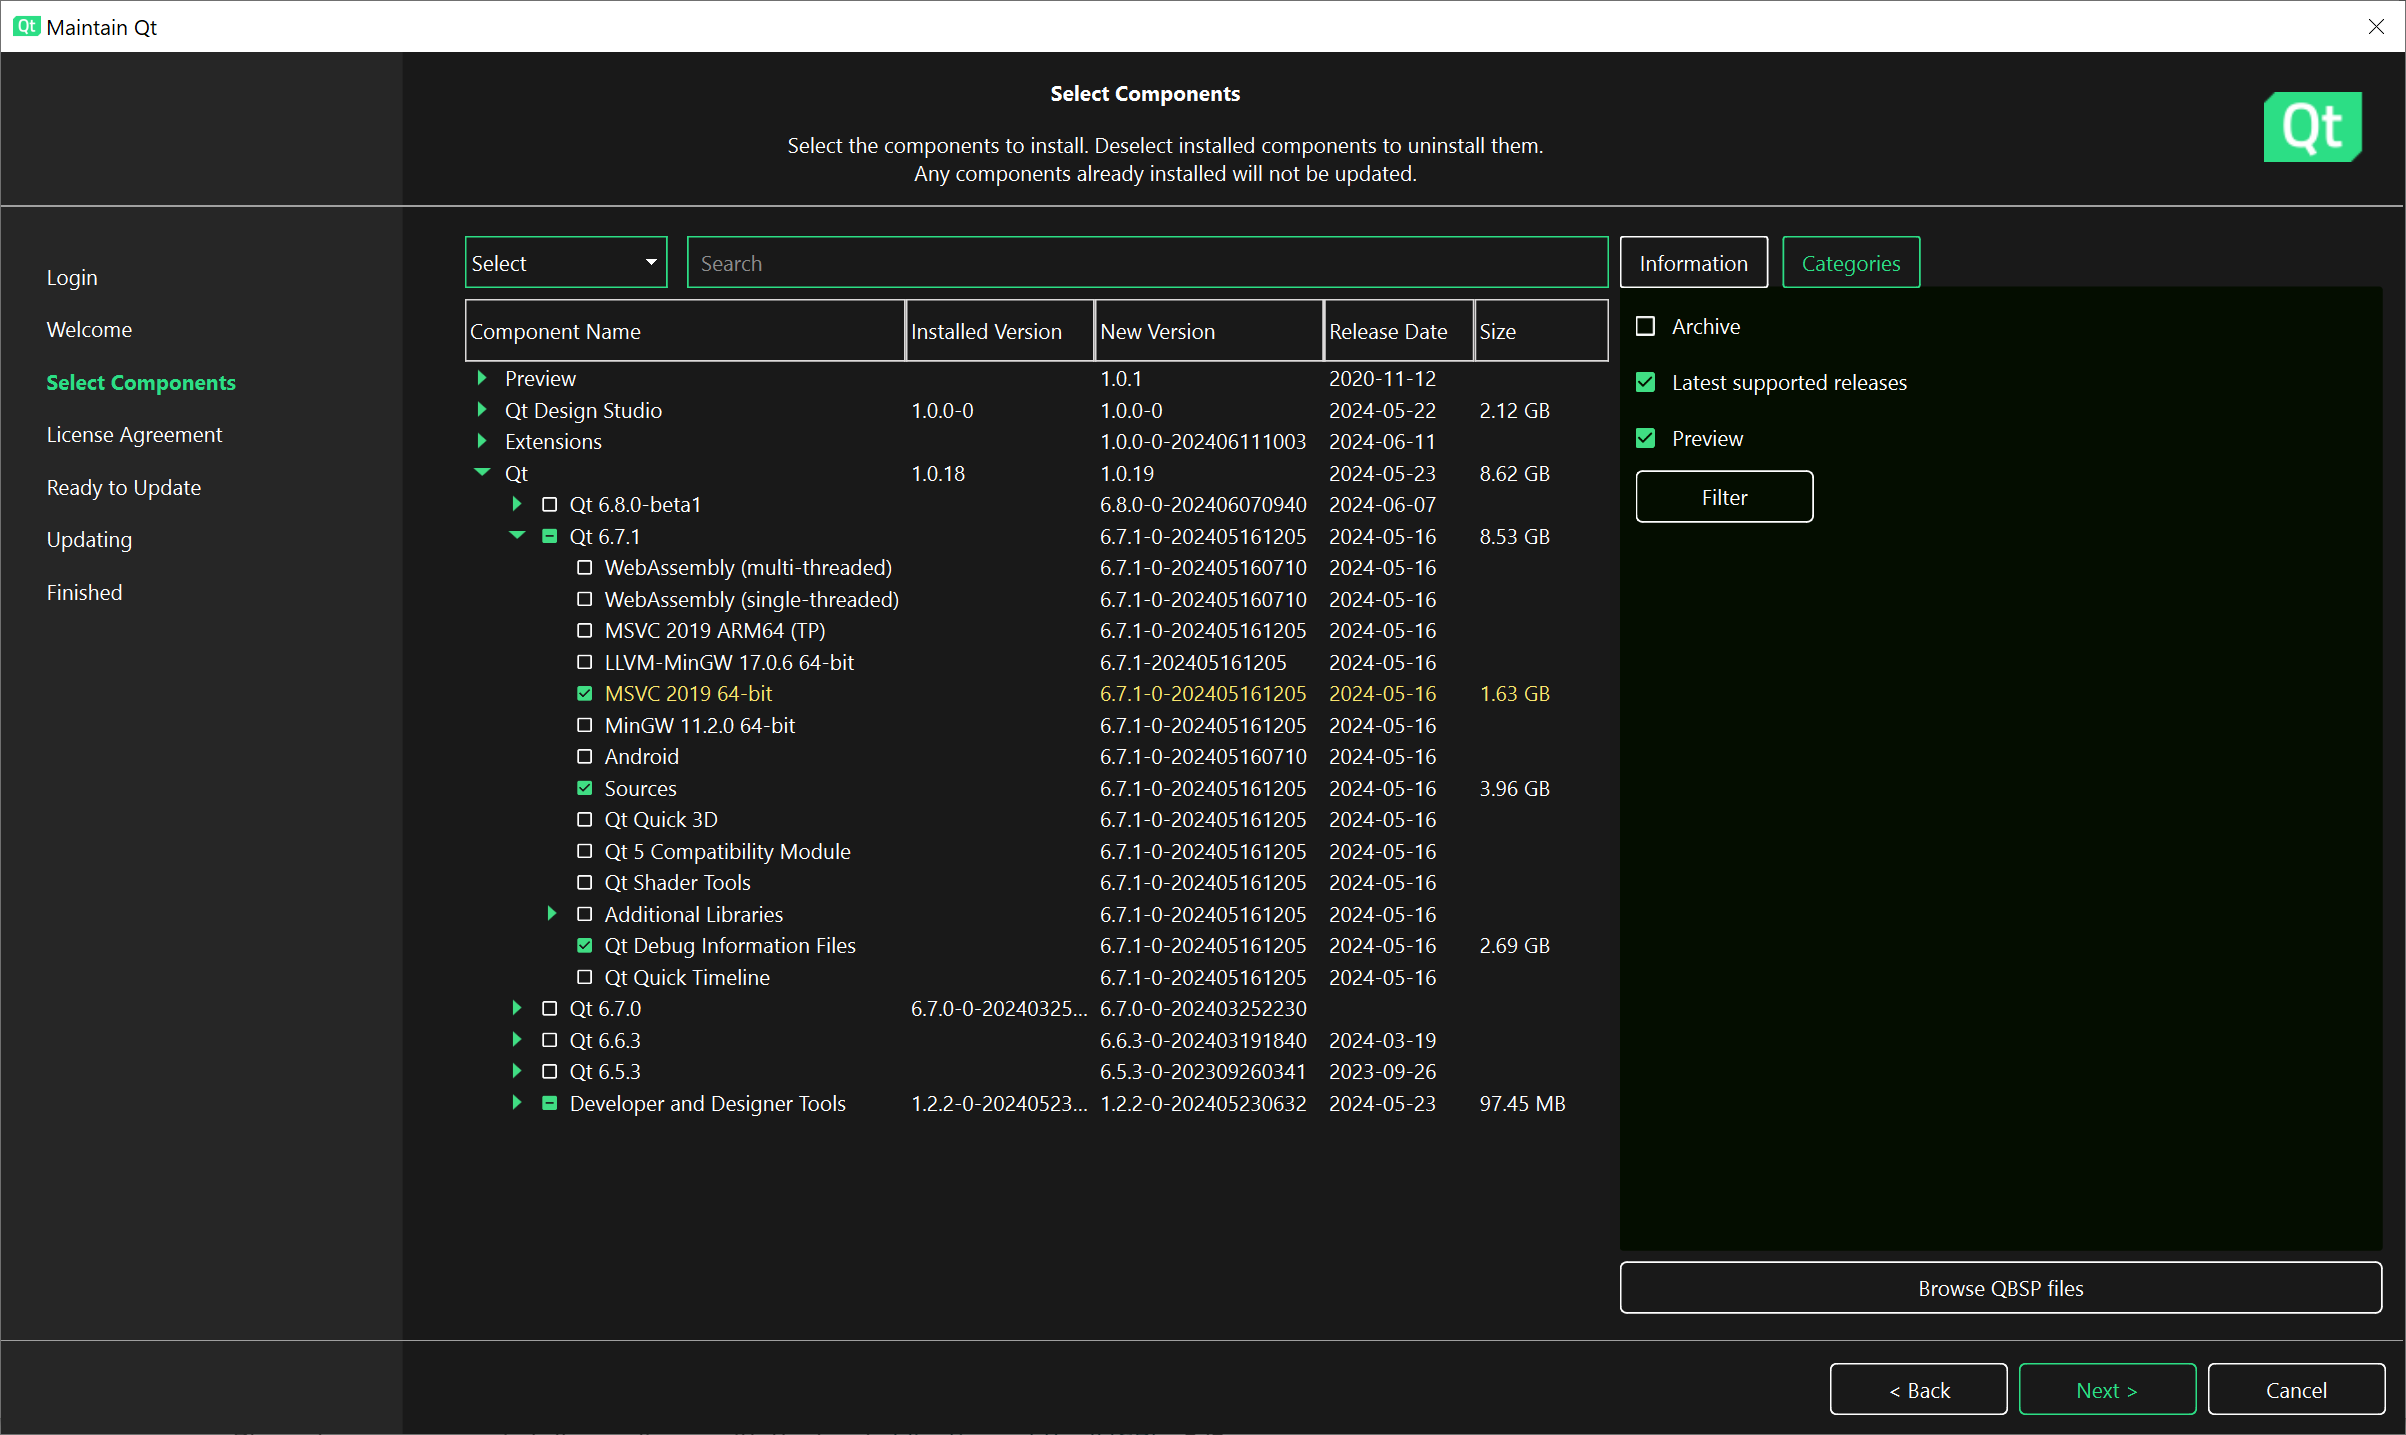 Qt Maintain Qt
Select Components
Qt
Select the components to install. Deselect installed components to uninstall them.
Any components already installed will not be updated.
Login
Welcome
Select Components
License Agreement
Ready to Update
Updating
Finished
Select Search Information Categories
Component Name Installed Version New Version Release Date Size
Preview 1.0.1 2020-11-12
Qt Design Studio 1.0.0-0 1.0.0-0 2024-05-22 2.12 GB
Extensions 1.0.0-0-202406111003 2024-06-11
Qt 1.0.18 1.0.19 2024-05-23 8.62 GB
Qt 6.8.0-beta1 6.8.0-0-202406070940 2024-06-07
Qt 6.7.1 6.7.1-0-202405161205 2024-05-16 8.53 GB
WebAssembly (multi-threaded) 6.7.1-0-202405160710 2024-05-16
WebAssembly (single-threaded) 6.7.1-0-202405160710 2024-05-16
MSVC 2019 ARM64 (TP) 6.7.1-0-202405161205 2024-05-16
LLVM-MinGW 17.0.6 64-bit 6.7.1-202405161205 2024-05-16
MSVC 2019 64-bit 6.7.1-0-202405161205 2024-05-16 1.63 GB
MinGW 11.2.0 64-bit 6.7.1-0-202405161205 2024-05-16
Android 6.7.1-0-202405160710 2024-05-16
Sources 6.7.1-0-202405161205 2024-05-16 3.96 GB
Qt Quick 3D 6.7.1-0-202405161205 2024-05-16
Qt 5 Compatibility Module 6.7.1-0-202405161205 2024-05-16
Qt Shader Tools 6.7.1-0-202405161205 2024-05-16
Additional Libraries 6.7.1-0-202405161205 2024-05-16
Qt Debug Information Files 6.7.1-0-202405161205 2024-05-16 2.69 GB
Qt Quick Timeline 6.7.1-0-202405161205 2024-05-16
Qt 6.7.0 6.7.0-0-20240325... 6.7.0-0-202403252230
Qt 6.6.3 6.6.3-0-202403191840 2024-03-19
Qt 6.5.3 6.5.3-0-202309260341 2023-09-26
Developer and Designer Tools 1.2.2-0-20240523... 1.2.2-0-202405230632 2024-05-23 97.45 MB
Archive
Latest supported releases
Preview
Filter
Browse QBSP files
< Back Next > Cancel